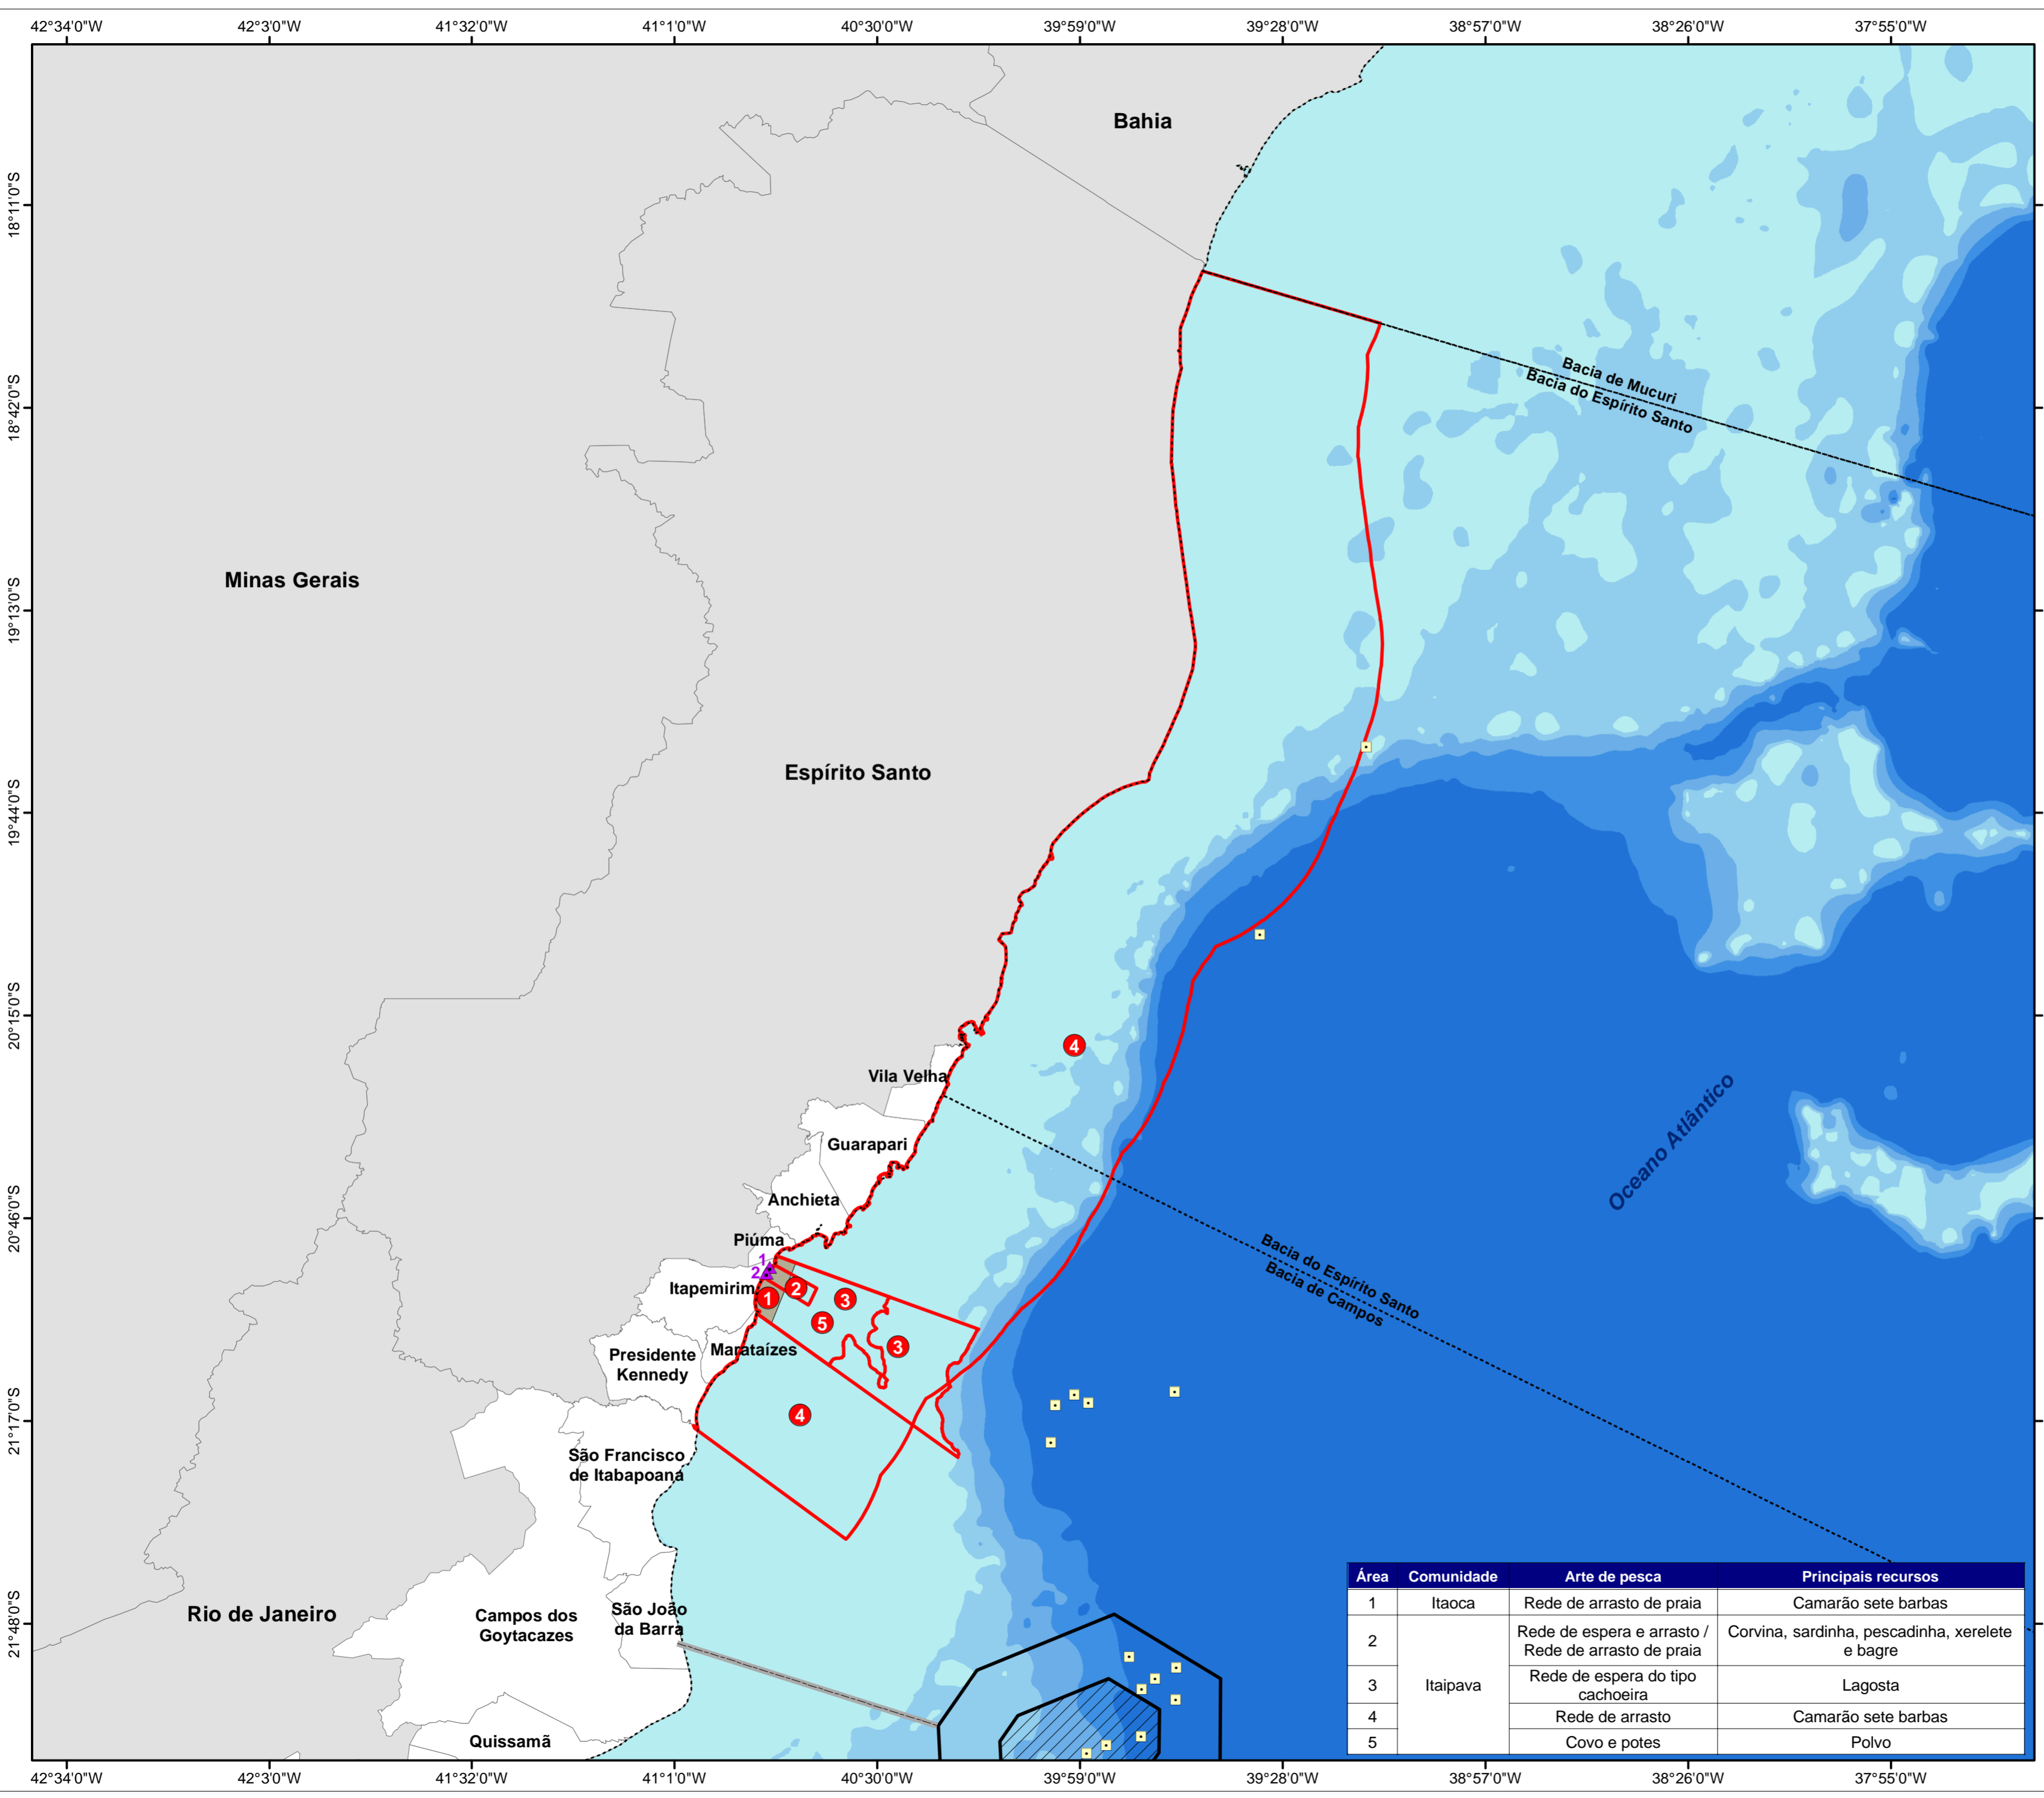 42°34'0"W 42°3'0"W 41°32'0"W 41°1'0"W 40°30'0"W 39°59'0"W 39°28'0"W 38°57'0"W 38°26'0"W 37°55'0"W
18°11'0"S
18°42'0"S
19°13'0"S
19°44'0"S
20°15'0"S
20°46'0"S
21°17'0"S
21°48'0"S
Bahia
Bacia de Mucuri
Bacia do Espírito Santo
Minas Gerais
Espírito Santo
4
Vila Velha
Guarapari
Anchieta
Piúma
1
2
Itapemirim
1
2
3
5
3
Marataízes
Presidente
Kennedy
4
São Francisco
de Itabapoana
Oceano Atlântico
Bacia do Espírito Santo
Bacia de Campos
Rio de Janeiro
Campos dos
Goytacazes
São João
da Barra
Quissamã
Área Comunidade Arte de pesca Principais recursos
1 Itaoca Rede de arrasto de praia Camarão sete barbas
2 Rede de espera e arrasto / Corvina, sardinha, pescadinha, xerelete
Rede de arrasto de praia e bagre
3 Itaipava Rede de espera do tipo Lagosta
cachoeira
4 Rede de arrasto Camarão sete barbas
5 Covo e potes Polvo
42°34'0"W 42°3'0"W 41°32'0"W 41°1'0"W 40°30'0"W 39°59'0"W 39°28'0"W 38°57'0"W 38°26'0"W 37°55'0"W